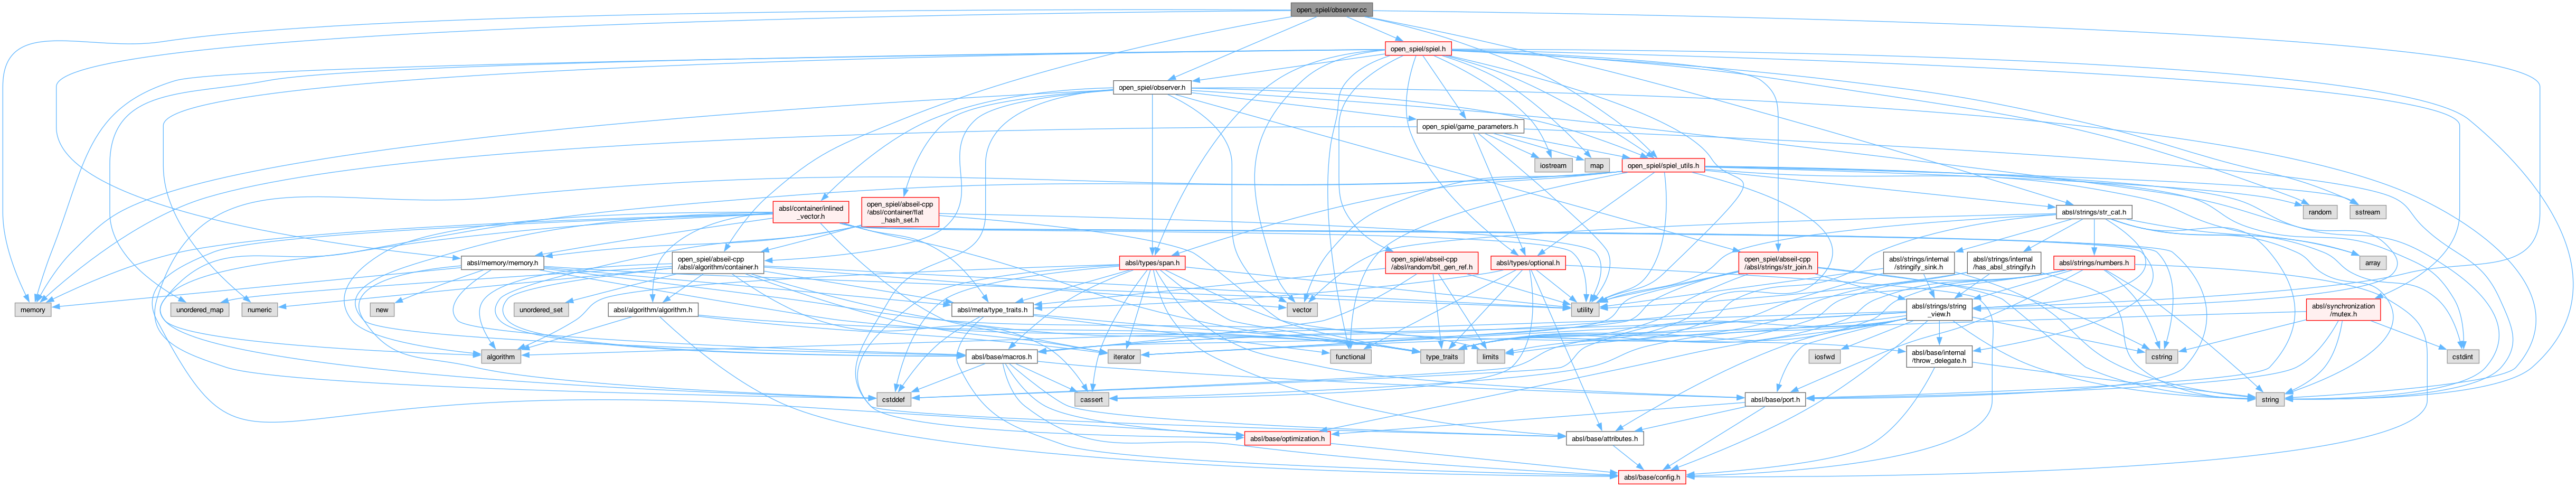 open_spiel/observer.cc
open_spiel/spiel.h
open_spiel/observer.h
open_spiel/game_parameters.h
iostream
map
open_spiel/spiel_utils.h
absl/container/inlined
_vector.h
open_spiel/abseil-cpp
/absl/container/flat
_hash_set.h
absl/strings/str_cat.h
random
sstream
absl/memory/memory.h
open_spiel/abseil-cpp
/absl/algorithm/container.h
absl/types/span.h
open_spiel/abseil-cpp
/absl/random/bit_gen_ref.h
absl/types/optional.h
open_spiel/abseil-cpp
/absl/strings/str_join.h
absl/strings/internal
/stringify_sink.h
absl/strings/internal
/has_absl_stringify.h
absl/strings/numbers.h
array
memory
unordered_map
numeric
new
unordered_set
absl/algorithm/algorithm.h
absl/meta/type_traits.h
vector
utility
absl/strings/string
_view.h
absl/synchronization
/mutex.h
algorithm
absl/base/macros.h
iterator
functional
type_traits
limits
iosfwd
absl/base/internal
/throw_delegate.h
cstring
cstdint
cstddef
cassert
absl/base/port.h
string
absl/base/optimization.h
absl/base/attributes.h
absl/base/config.h